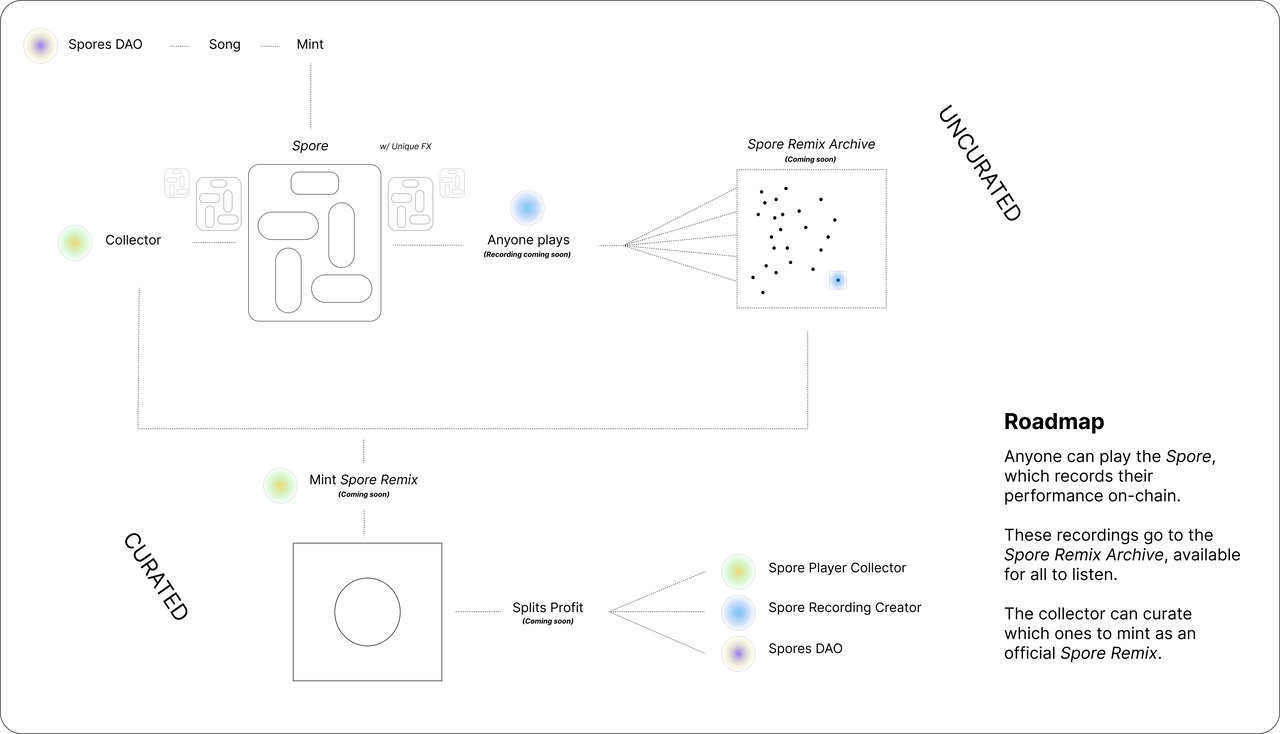 Spores DAO
Song
Mint
Spore
w/ Unique FX
Spore Remix Archive
(Coming soon)
UNCURATED
Collector
Anyone plays
(Recording coming soon)
Mint Spore Remix
(Coming soon)
CURATED
Splits Profit
(Coming soon)
Spore Player Collector
Spore Recording Creator
Spores DAO
Roadmap
Anyone can play the Spore,
which records their
performance on-chain.
These recordings go to the
Spore Remix Archive, available
for all to listen.
The collector can curate
which ones to mint as an
official Spore Remix.